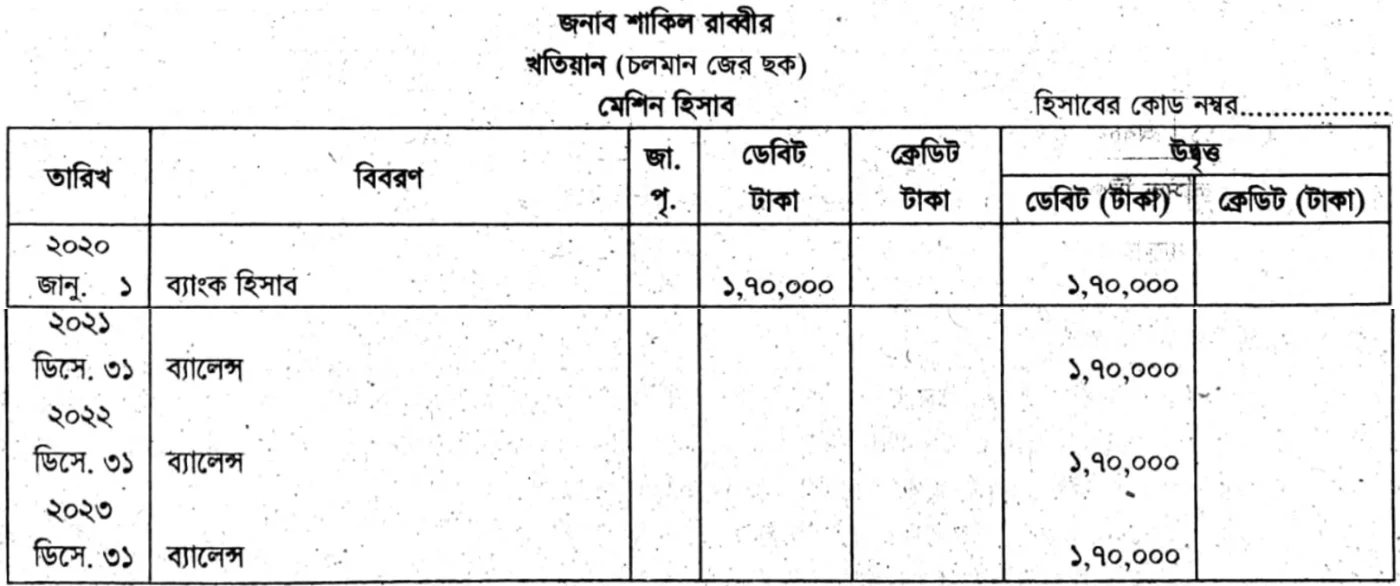 জনাব শাকিল রাব্বীর
খতিয়ান (চলমান জের ছক)
মেশিন হিসাব
হিসাবের কোড নম্বর..................
তারিখ বিবরণ জা. পৃ. ডেবিট টাকা ক্রেডিট টাকা উদ্বৃত্ত
ডেবিট (টাকা) ক্রেডিট (টাকা)
২০২০
জানু. ১ ব্যাংক হিসাব ১,৭০,০০০ ১,৭০,০০০
২০২১
ডিসে. ৩১ ব্যালেন্স ১,৭০,০০০
২০২২
ডিসে. ৩১ ব্যালেন্স ১,৭০,০০০
২০২৩
ডিসে. ৩১ ব্যালেন্স ১,৭০,০০০